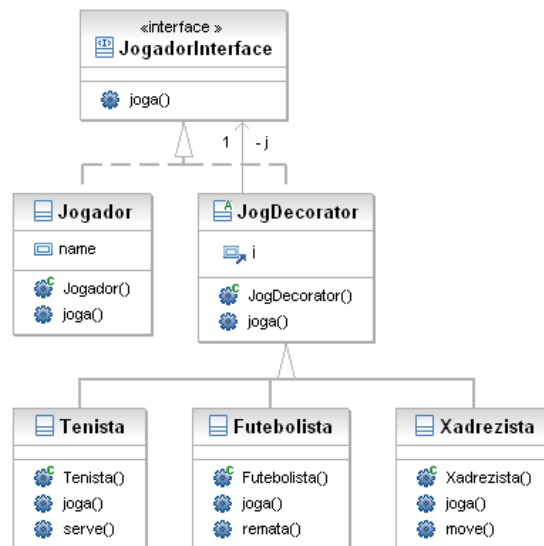 «interface »
JogadorInterface
joga()
1 - j
Jogador
name
Jogador()
joga()
JogDecorator
j
JogDecorator()
joga()
Tenista
Tenista()
joga()
serve()
Futebolista
Futebolista()
joga()
remata()
Xadrezista
Xadrezista()
joga()
move()